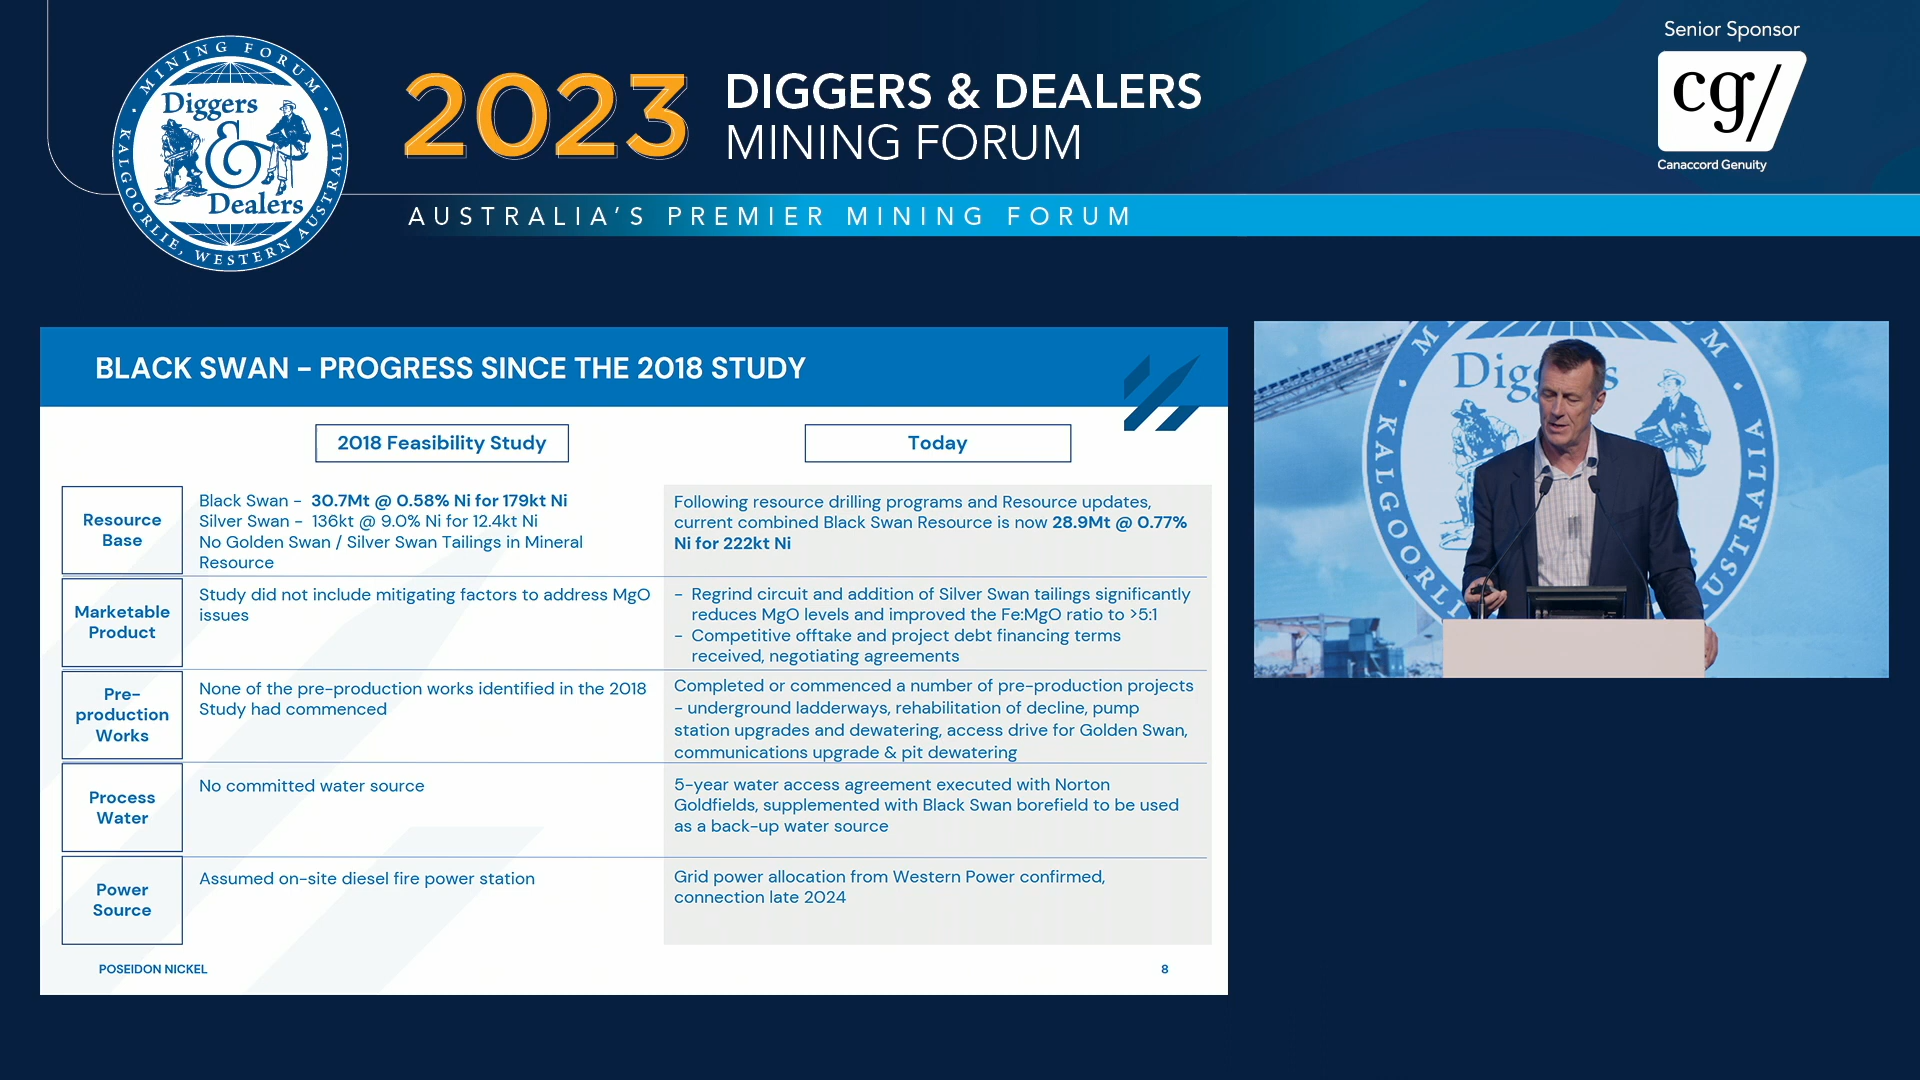 Senior Sponsor
cg/
Canaccord Genuity
MINING FORUM
KALGOORLIE, WESTERN AUSTRALIA
Diggers
&
Dealers
2023
DIGGERS & DEALERS
MINING FORUM
AUSTRALIA'S PREMIER MINING FORUM
BLACK SWAN – PROGRESS SINCE THE 2018 STUDY
2018 Feasibility Study
Today
Resource
Base
Black Swan – 30.7Mt @ 0.58% Ni for 179kt Ni
Silver Swan – 136kt @ 9.0% Ni for 12.4kt Ni
No Golden Swan / Silver Swan Tailings in Mineral
Resource
Following resource drilling programs and Resource updates,
current combined Black Swan Resource is now 28.9Mt @ 0.77%
Ni for 222kt Ni
Marketable
Product
Study did not include mitigating factors to address MgO
issues
– Regrind circuit and addition of Silver Swan tailings significantly
reduces MgO levels and improved the Fe:MgO ratio to >5:1
– Competitive offtake and project debt financing terms
received, negotiating agreements
Pre-
production
Works
None of the pre-production works identified in the 2018
Study had commenced
Completed or commenced a number of pre-production projects
– underground ladderways, rehabilitation of decline, pump
station upgrades and dewatering, access drive for Golden Swan,
communications upgrade & pit dewatering
Process
Water
No committed water source
5-year water access agreement executed with Norton
Goldfields, supplemented with Black Swan borefield to be used
as a back-up water source
Power
Source
Assumed on-site diesel fire power station
Grid power allocation from Western Power confirmed,
connection late 2024
POSEIDON NICKEL
8